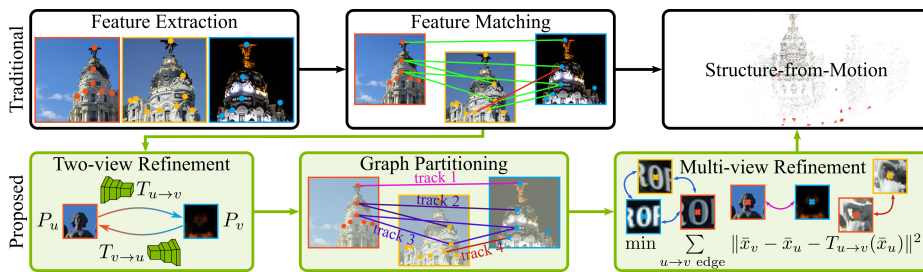 Traditional
Feature Extraction
Feature Matching
Structure-from-Motion
Proposed
Two-view Refinement
T_{u→v}
P_u
P_v
T_{v→u}
Graph Partitioning
track 1
track 2
track 3
track 4
Multi-view Refinement
min ∑_{u→v edge} ‖x̄_v − x̄_u − T_{u→v}(x̄_u)‖²